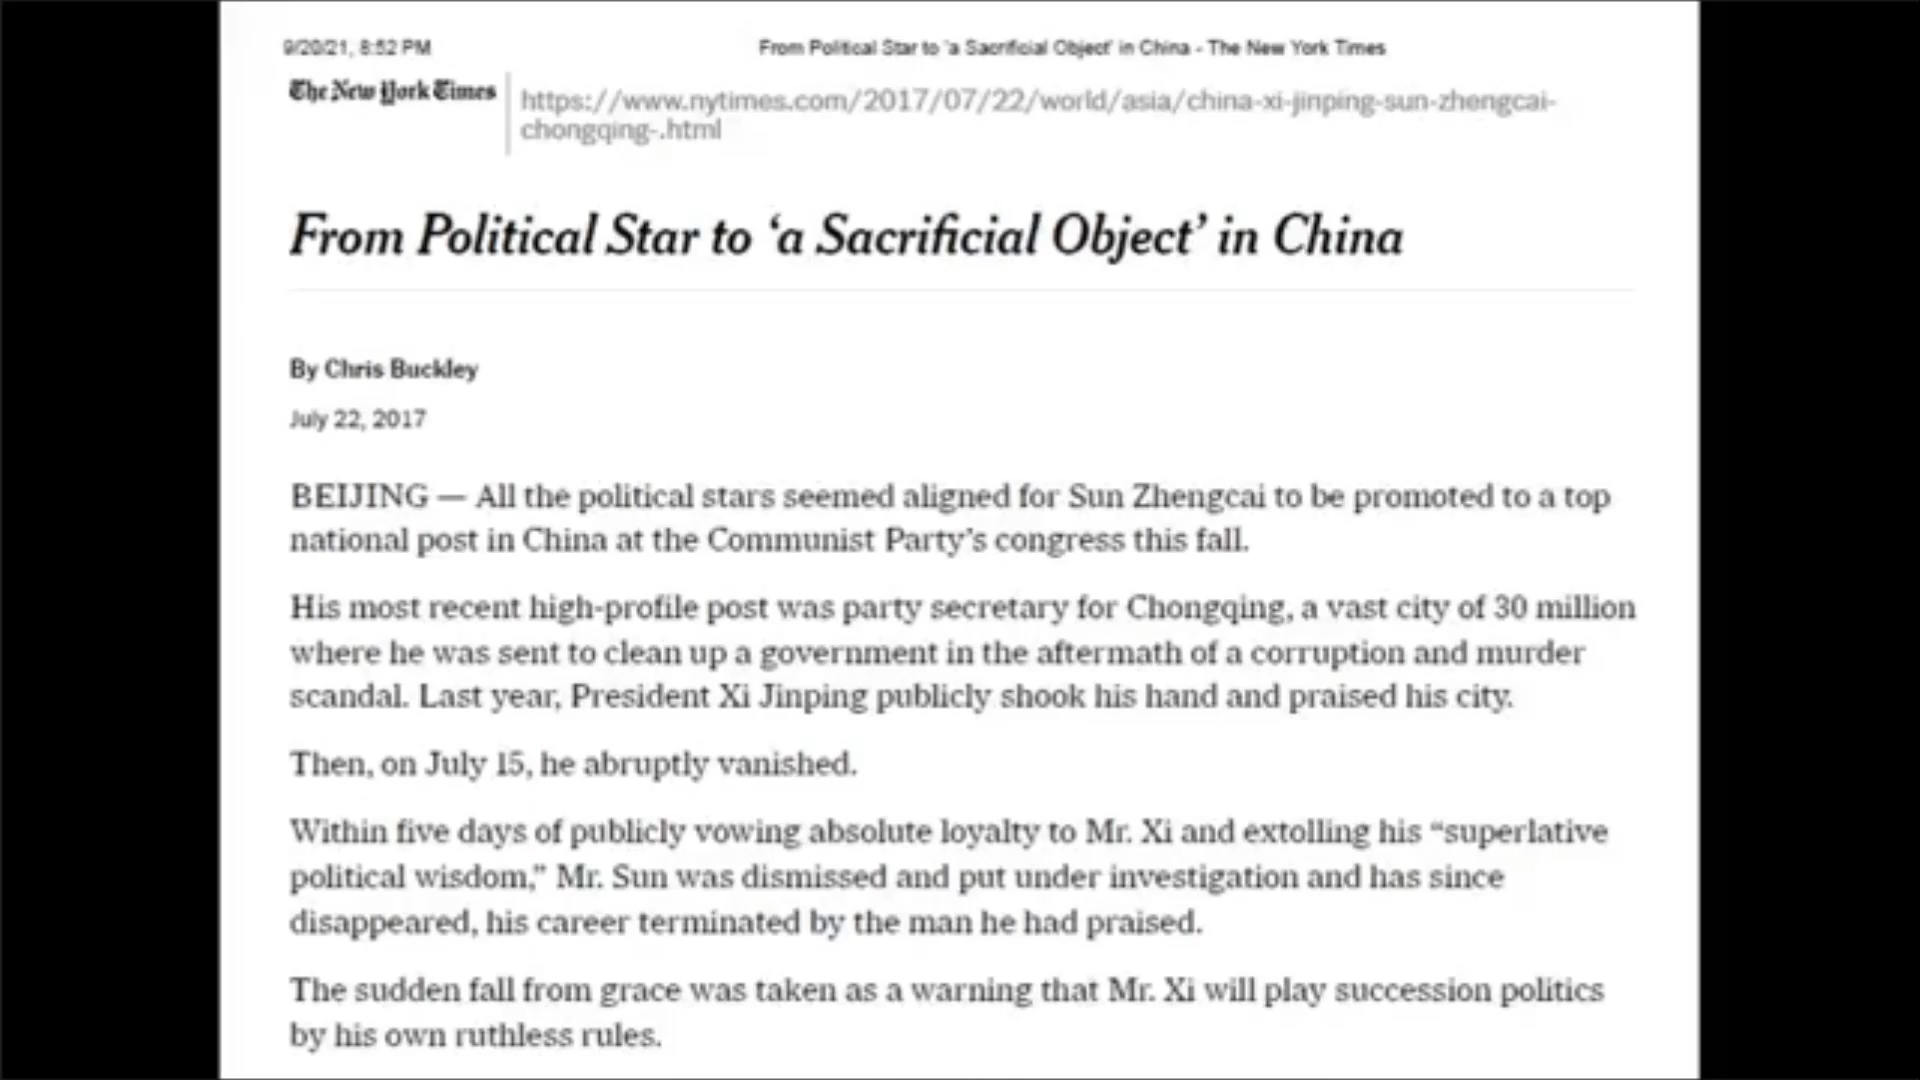 9/20/21, 8:52 PM
From Political Star to 'a Sacrificial Object' in China - The New York Times
The New York Times
https://www.nytimes.com/2017/07/22/world/asia/china-xi-jinping-sun-zhengcai-
chongqing-.html
From Political Star to ‘a Sacrificial Object’ in China
By Chris Buckley
July 22, 2017
BEIJING — All the political stars seemed aligned for Sun Zhengcai to be promoted to a top
national post in China at the Communist Party’s congress this fall.
His most recent high-profile post was party secretary for Chongqing, a vast city of 30 million
where he was sent to clean up a government in the aftermath of a corruption and murder
scandal. Last year, President Xi Jinping publicly shook his hand and praised his city.
Then, on July 15, he abruptly vanished.
Within five days of publicly vowing absolute loyalty to Mr. Xi and extolling his “superlative
political wisdom,” Mr. Sun was dismissed and put under investigation and has since
disappeared, his career terminated by the man he had praised.
The sudden fall from grace was taken as a warning that Mr. Xi will play succession politics
by his own ruthless rules.